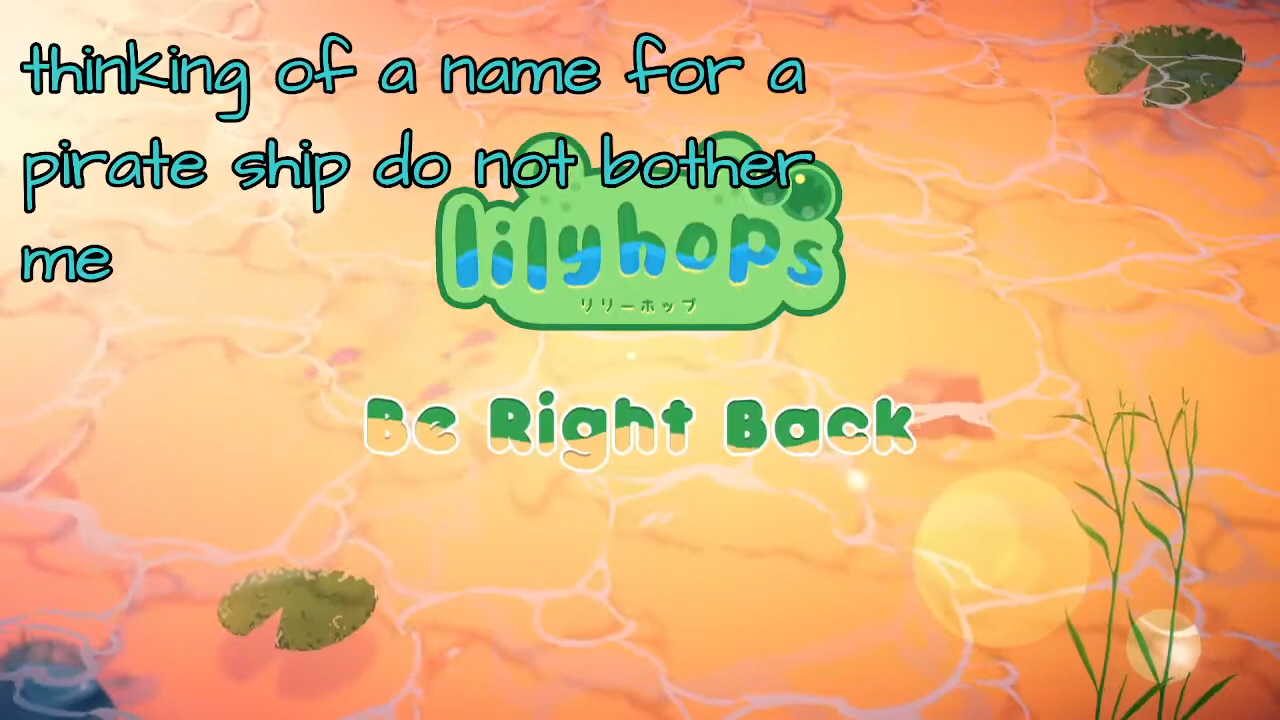 thinking of a name for a
pirate ship do not bother
me
lilyhops
リリーホップ
Be Right Back